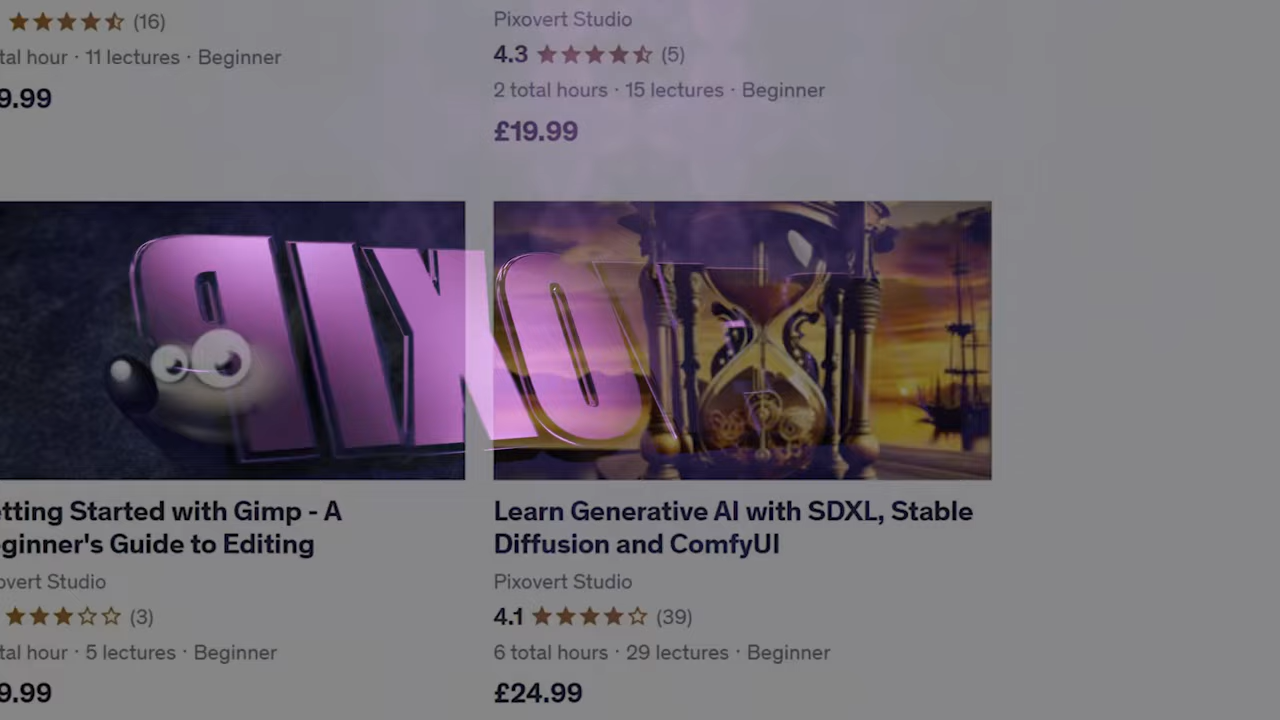 (16)
tal hour · 11 lectures · Beginner
9.99
Pixovert Studio
4.3 (5)
2 total hours · 15 lectures · Beginner
£19.99
PIXO
etting Started with Gimp - A
ginner's Guide to Editing
overt Studio
(3)
tal hour · 5 lectures · Beginner
9.99
Learn Generative AI with SDXL, Stable
Diffusion and ComfyUI
Pixovert Studio
4.1 (39)
6 total hours · 29 lectures · Beginner
£24.99